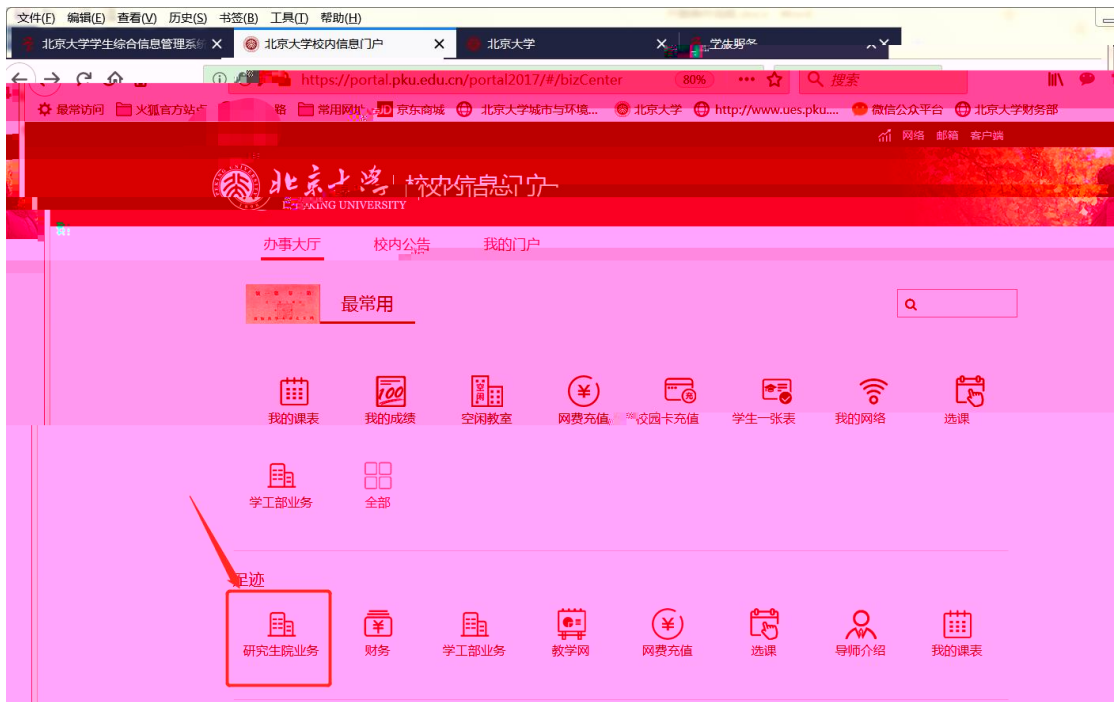 文件(F) 编辑(E) 查看(V) 历史(S) 书签(B) 工具(T) 帮助(H)
北京大学学生综合信息管理系统 × 北京大学校内信息门户 × 北京大学 × ×
https://portal.pku.edu.cn/portal2017/#/bizCenter 80% 搜索
最常访问 火狐官方站点 常用网址 JD 京东商城 北京大学城市与环境... 北京大学 http://www.ues.pku.... 微信公众平台 北京大学财务部
网络 邮箱 客户端
北京大学 校内信息门户
PEKING UNIVERSITY
办事大厅 校内公告 我的门户
最常用
我的课表 我的成绩 空闲教室 网费充值 校园卡充值 学生一张表 我的网络 选课
学工部业务 全部
足迹
研究生院业务 财务 学工部业务 教学网 网费充值 选课 导师介绍 我的课表